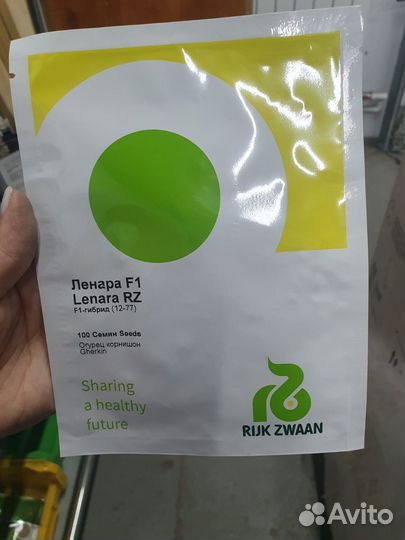 Ленара F1
Lenara RZ
F1-гибрид (12-77)
100 Семян Seeds
Огурец корнишон
Gherkin
Sharing
a healthy
future
RIJK ZWAAN
Avito